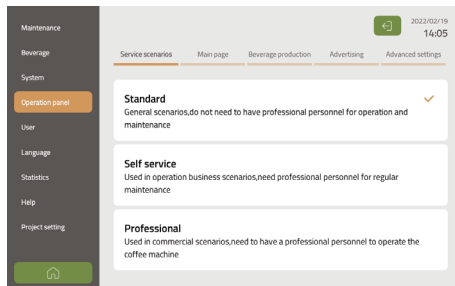 Maintenance
Beverage
System
Operation panel
User
Language
Statistics
Help
Project setting
2022/02/19
14:05
Service scenarios Main page Beverage production Advertising Advanced settings
Standard
General scenarios,do not need to have professional personnel for operation and
maintenance
Self service
Used in operation business scenarios,need professional personnel for regular
maintenance
Professional
Used in commercial scenarios,need to have a professional personnel to operate the
coffee machine